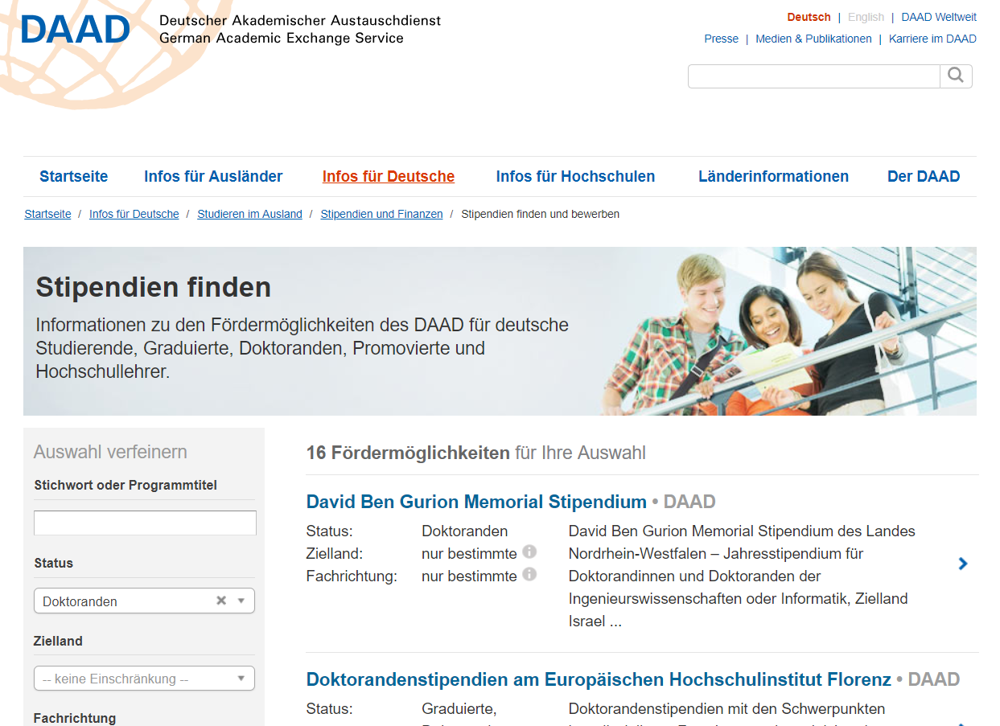 DAAD
Deutscher Akademischer Austauschdienst
German Academic Exchange Service
Deutsch | English | DAAD Weltweit
Presse | Medien & Publikationen | Karriere im DAAD
Startseite Infos für Ausländer Infos für Deutsche Infos für Hochschulen Länderinformationen Der DAAD
Startseite / Infos für Deutsche / Studieren im Ausland / Stipendien und Finanzen / Stipendien finden und bewerben
Stipendien finden
Informationen zu den Fördermöglichkeiten des DAAD für deutsche
Studierende, Graduierte, Doktoranden, Promovierte und
Hochschullehrer.
Auswahl verfeinern
Stichwort oder Programmtitel
Status
Doktoranden
Zielland
-- keine Einschränkung --
Fachrichtung
16 Fördermöglichkeiten für Ihre Auswahl
David Ben Gurion Memorial Stipendium • DAAD
Status: Doktoranden
Zielland: nur bestimmte
Fachrichtung: nur bestimmte
David Ben Gurion Memorial Stipendium des Landes
Nordrhein-Westfalen – Jahresstipendium für
Doktorandinnen und Doktoranden der
Ingenieurswissenschaften oder Informatik, Zielland
Israel ...
Doktorandenstipendien am Europäischen Hochschulinstitut Florenz • DAAD
Status: Graduierte,
Doktorandenstipendien mit den Schwerpunkten